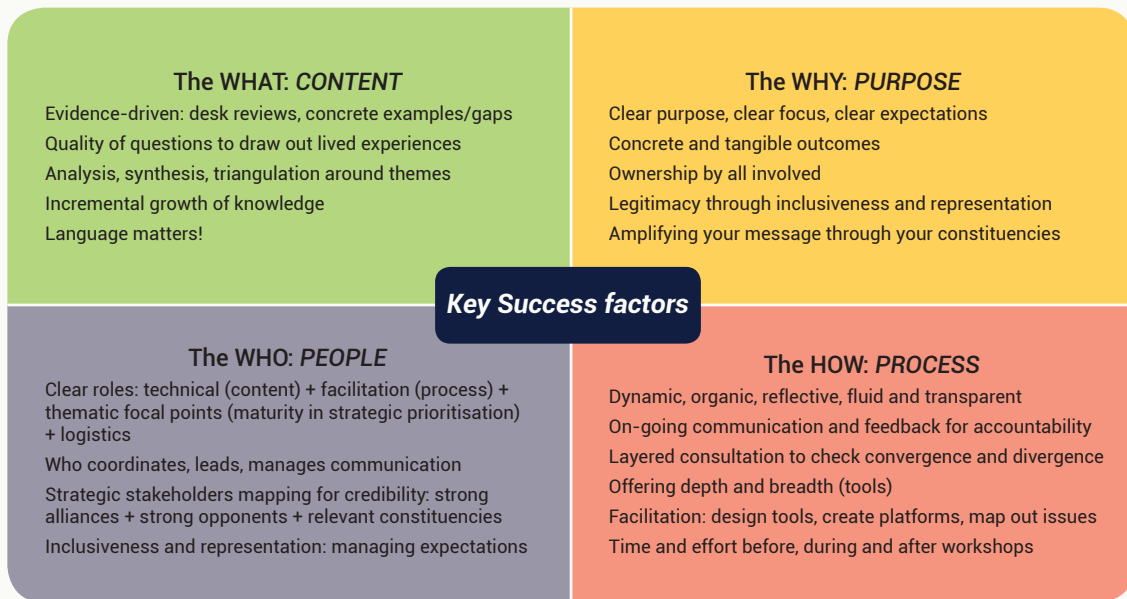 The WHAT: CONTENT
Evidence-driven: desk reviews, concrete examples/gaps
Quality of questions to draw out lived experiences
Analysis, synthesis, triangulation around themes
Incremental growth of knowledge
Language matters!
The WHY: PURPOSE
Clear purpose, clear focus, clear expectations
Concrete and tangible outcomes
Ownership by all involved
Legitimacy through inclusiveness and representation
Amplifying your message through your constituencies
Key Success factors
The WHO: PEOPLE
Clear roles: technical (content) + facilitation (process) +
thematic focal points (maturity in strategic prioritisation)
+ logistics
Who coordinates, leads, manages communication
Strategic stakeholders mapping for credibility: strong
alliances + strong opponents + relevant constituencies
Inclusiveness and representation: managing expectations
The HOW: PROCESS
Dynamic, organic, reflective, fluid and transparent
On-going communication and feedback for accountability
Layered consultation to check convergence and divergence
Offering depth and breadth (tools)
Facilitation: design tools, create platforms, map out issues
Time and effort before, during and after workshops